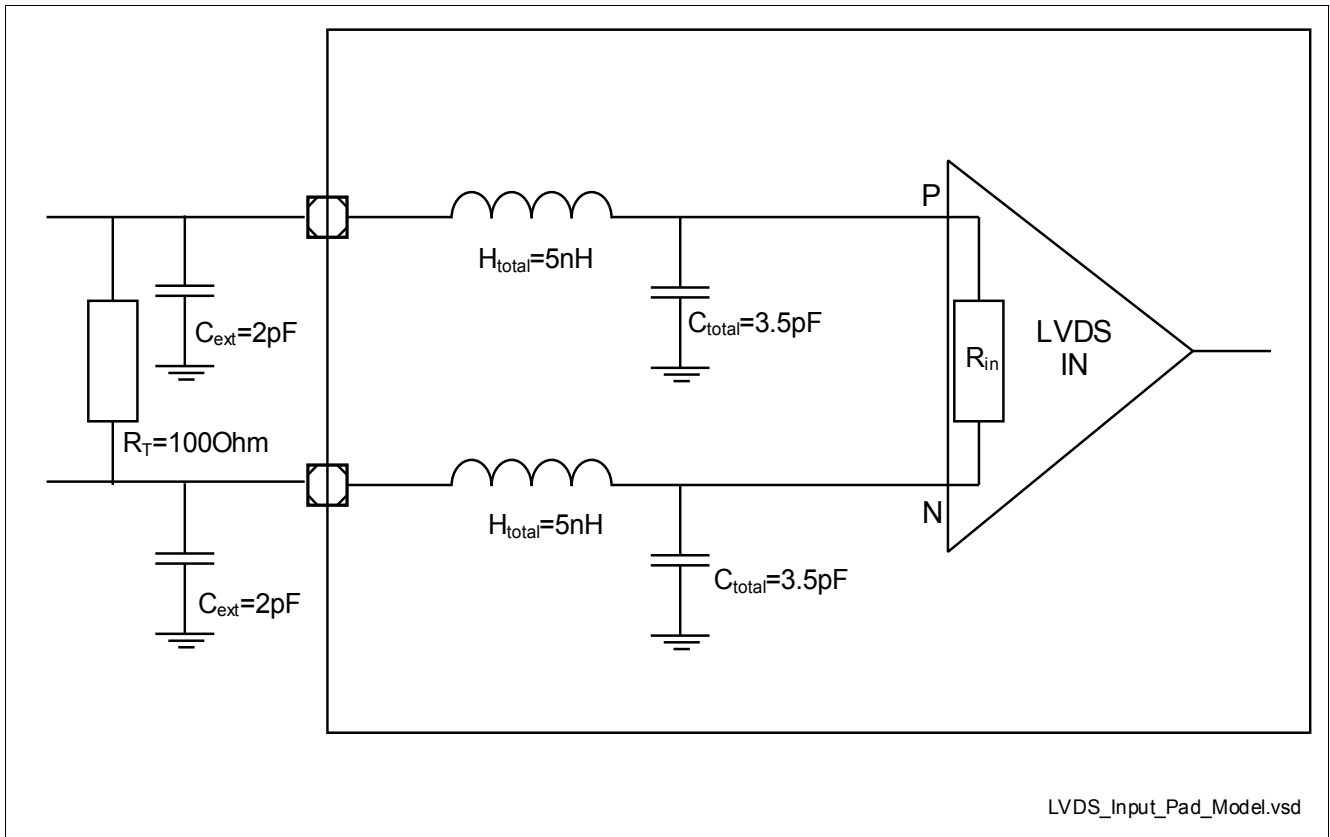 P
H_total=5nH
C_ext=2pF
C_total=3.5pF
LVDS
IN
R_in
R_T=100Ohm
N
H_total=5nH
C_ext=2pF
C_total=3.5pF
LVDS_Input_Pad_Model.vsd